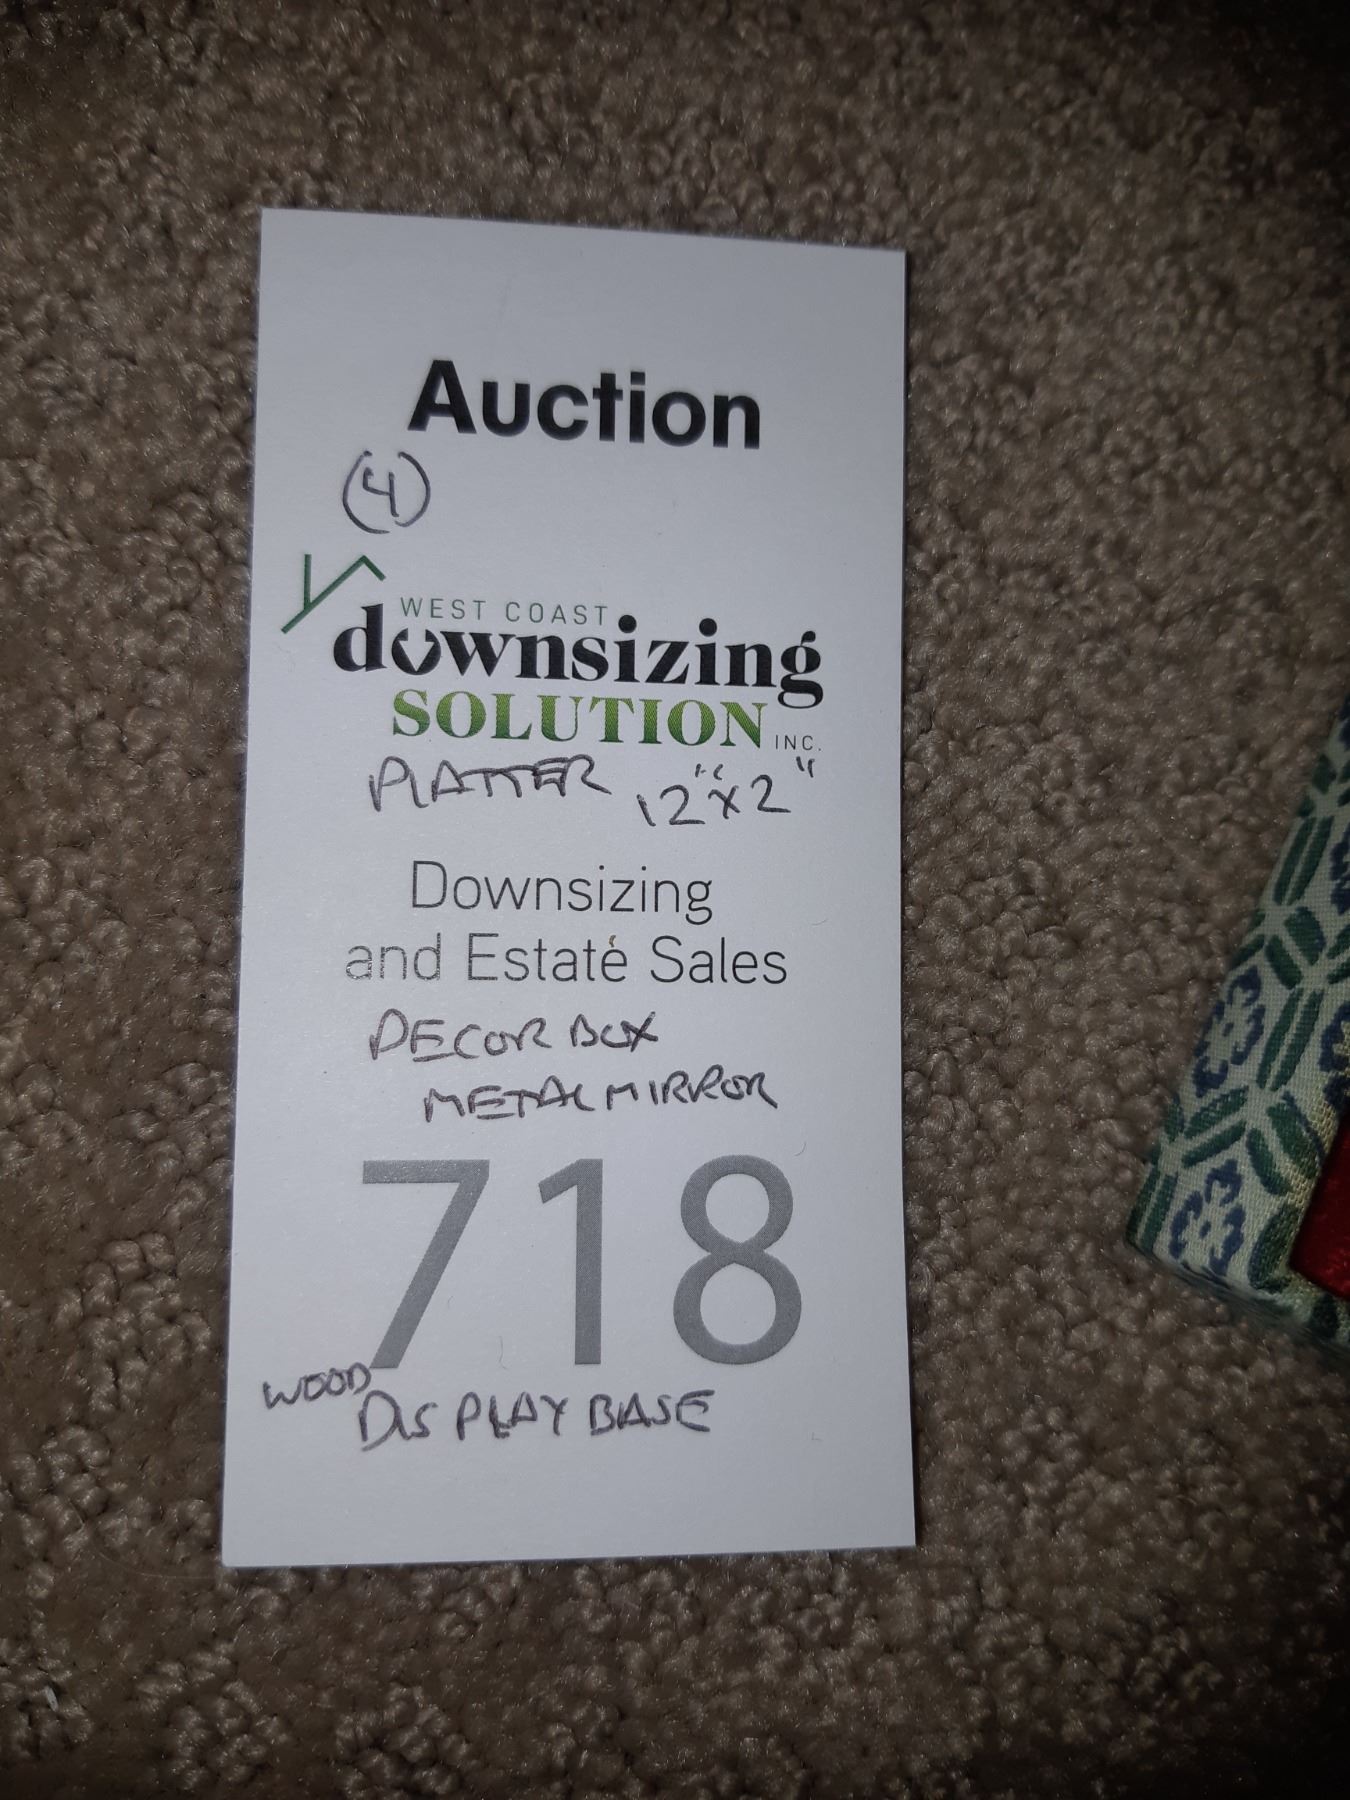 Auction
(4)
WEST COAST
downsizing
SOLUTION INC.
PLATTER 12"x2"
Downsizing
and Estate Sales
DECOR BOX
METAL MIRROR
718
WOOD
DISPLAY BASE